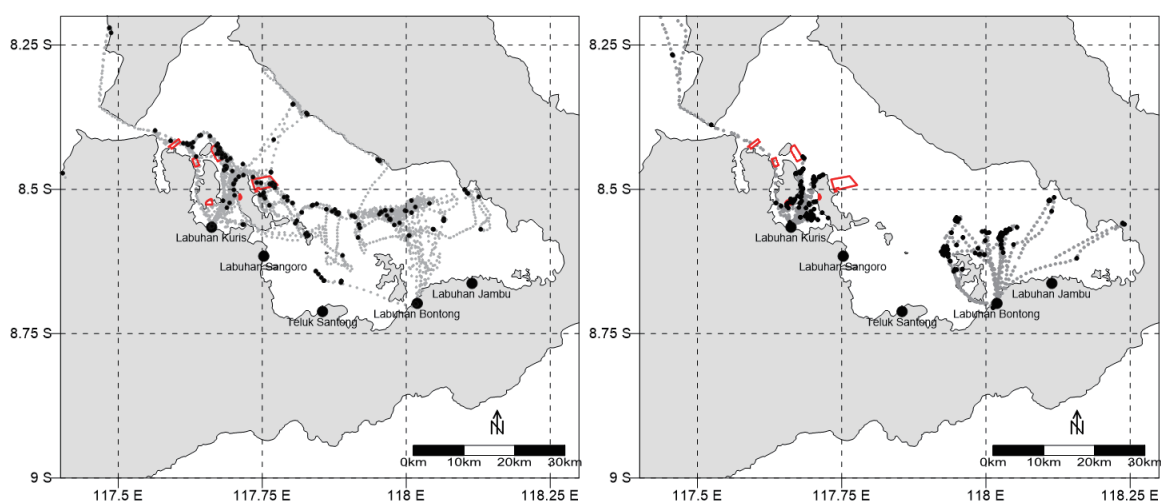 8.25 S
8.5 S
8.75 S
9 S
117.5 E
117.75 E
118 E
118.25 E
Labuhan Kuris
Labuhan Sangoro
Labuhan Jambu
Labuhan Bontong
Teluk Santong
N
0km 10km 20km 30km
8.25 S
8.5 S
8.75 S
9 S
117.5 E
117.75 E
118 E
118.25 E
Labuhan Kuris
Labuhan Sangoro
Labuhan Jambu
Labuhan Bontong
Teluk Santong
N
0km 10km 20km 30km